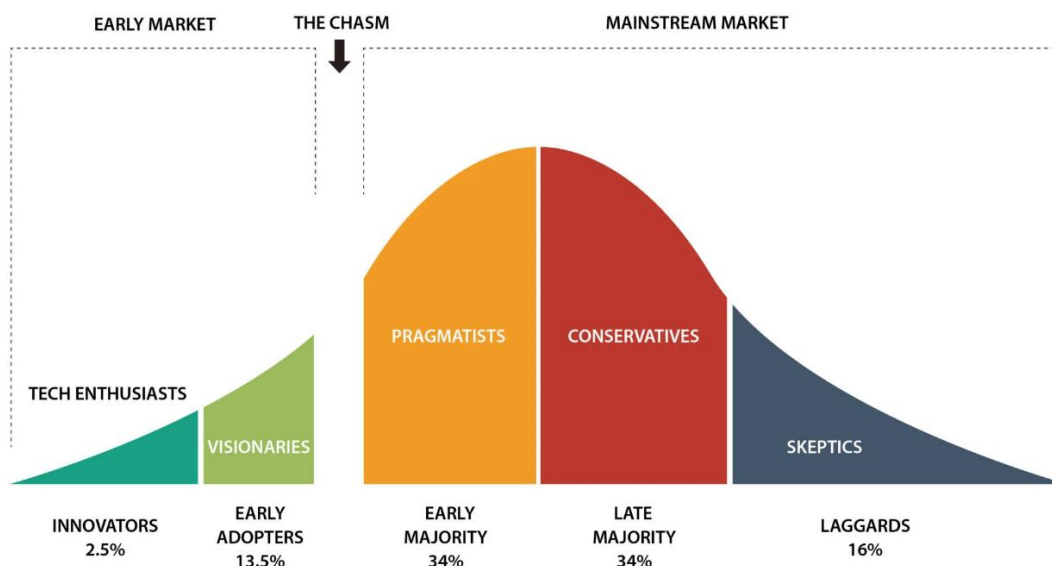 EARLY MARKET
THE CHASM
MAINSTREAM MARKET
TECH ENTHUSIASTS
VISIONARIES
PRAGMATISTS
CONSERVATIVES
SKEPTICS
INNOVATORS
2.5%
EARLY
ADOPTERS
13.5%
EARLY
MAJORITY
34%
LATE
MAJORITY
34%
LAGGARDS
16%